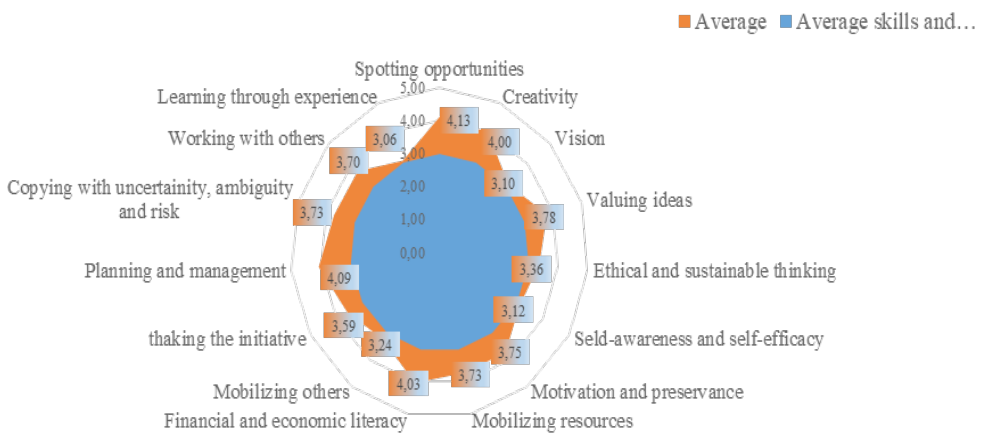 Average
Average skills and…
Spotting opportunities
Creativity
Vision
Valuing ideas
Ethical and sustainable thinking
Seld-awareness and self-efficacy
Motivation and preservance
Mobilizing resources
Financial and economic literacy
Mobilizing others
thaking the initiative
Planning and management
Copying with uncertainity, ambiguity
and risk
Working with others
Learning through experience
5,00
4,00
3,00
2,00
1,00
0,00
4,13
4,00
3,10
3,78
3,36
3,12
3,75
3,73
4,03
3,24
3,59
4,09
3,73
3,70
3,06